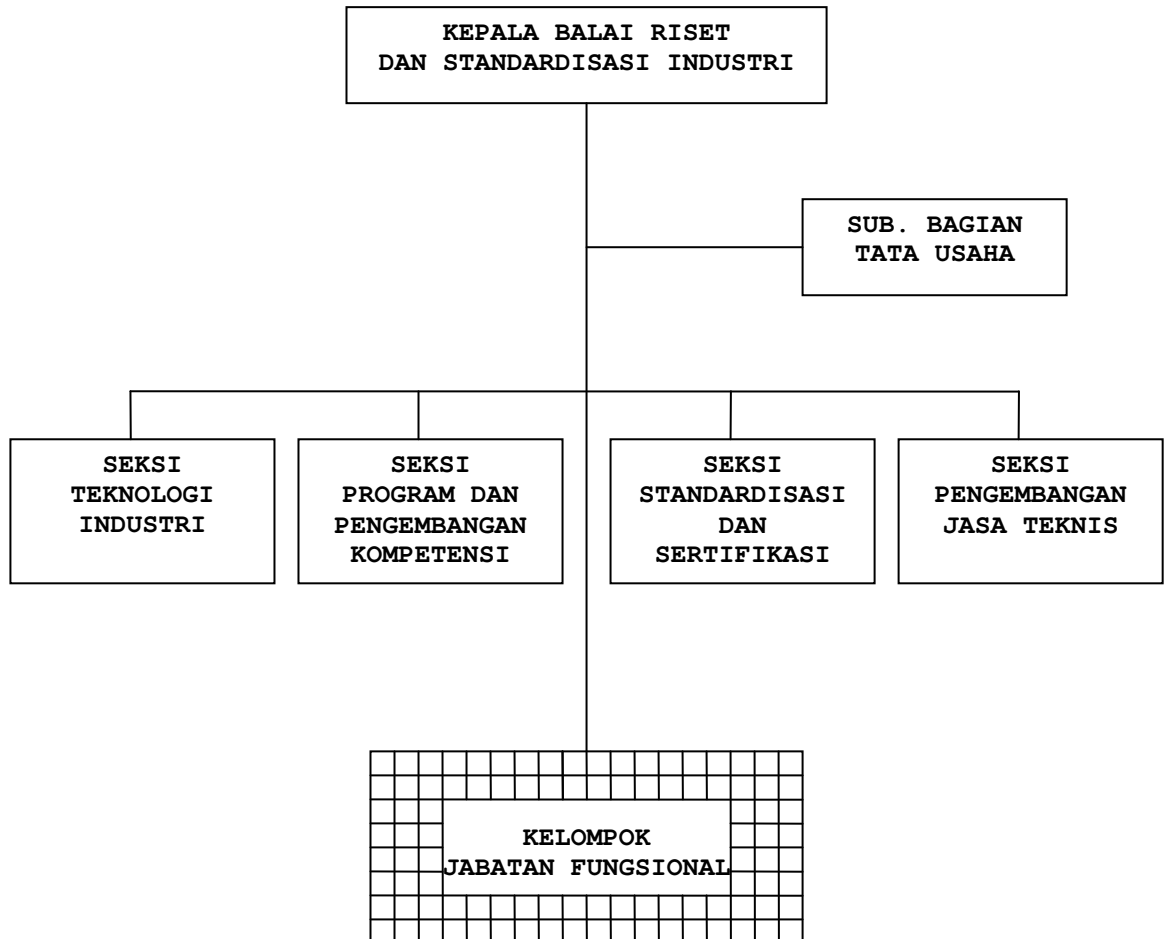 KEPALA BALAI RISET
DAN STANDARDISASI INDUSTRI
SUB. BAGIAN
TATA USAHA
SEKSI
TEKNOLOGI
INDUSTRI
SEKSI
PROGRAM DAN
PENGEMBANGAN
KOMPETENSI
SEKSI
STANDARDISASI
DAN
SERTIFIKASI
SEKSI
PENGEMBANGAN
JASA TEKNIS
KELOMPOK
JABATAN FUNGSIONAL